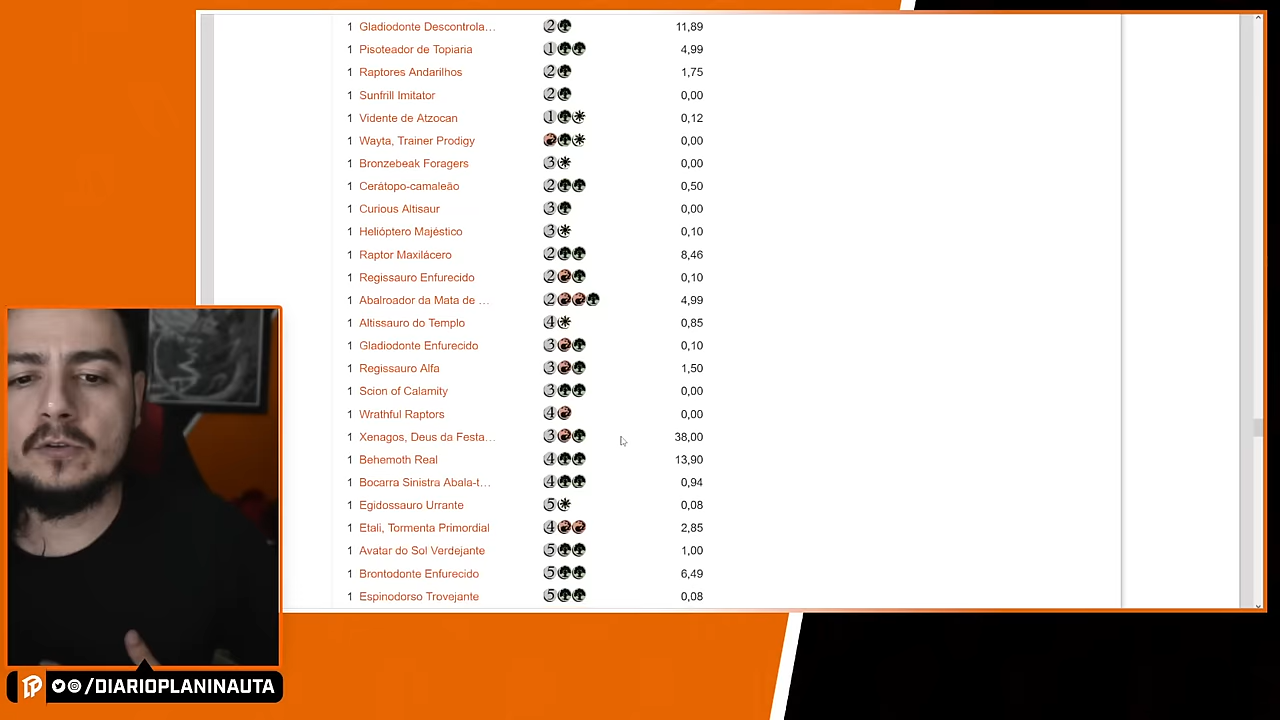 1 Gladiodonte Descontrola... 2 11,89
1 Pisoteador de Topiaria 1 4,99
1 Raptores Andarilhos 2 1,75
1 Sunfrill Imitator 2 0,00
1 Vidente de Atzocan 1 0,12
1 Wayta, Trainer Prodigy 0,00
1 Bronzebeak Foragers 3 0,00
1 Cerátopo-camaleão 2 0,50
1 Curious Altisaur 3 0,00
1 Helióptero Majéstico 3 0,10
1 Raptor Maxilácero 2 8,46
1 Regissauro Enfurecido 2 0,10
1 Abalroador da Mata de ... 2 4,99
1 Altissauro do Templo 4 0,85
1 Gladiodonte Enfurecido 3 0,10
1 Regissauro Alfa 3 1,50
1 Scion of Calamity 3 0,00
1 Wrathful Raptors 4 0,00
1 Xenagos, Deus da Festa... 3 38,00
1 Behemoth Real 4 13,90
1 Bocarra Sinistra Abala-t... 4 0,94
1 Egidossauro Urrante 5 0,08
1 Etali, Tormenta Primordial 4 2,85
1 Avatar do Sol Verdejante 5 1,00
1 Brontodonte Enfurecido 5 6,49
1 Espinodorso Trovejante 5 0,08
/DIARIOPLANINAUTA